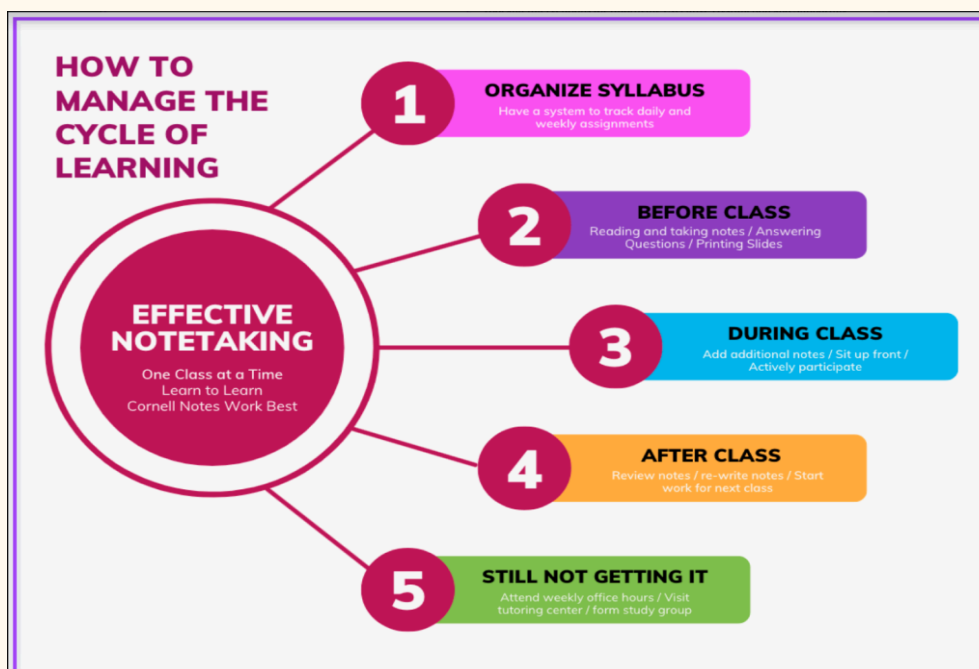 HOW TO
MANAGE THE
CYCLE OF
LEARNING
EFFECTIVE
NOTETAKING
One Class at a Time
Learn to Learn
Cornell Notes Work Best
1
ORGANIZE SYLLABUS
Have a system to track daily and
weekly assignments
2
BEFORE CLASS
Reading and taking notes / Answering
Questions / Printing Slides
3
DURING CLASS
Add additional notes / Sit up front /
Actively participate
4
AFTER CLASS
Review notes / re-write notes / Start
work for next class
5
STILL NOT GETTING IT
Attend weekly office hours / Visit
tutoring center / form study group